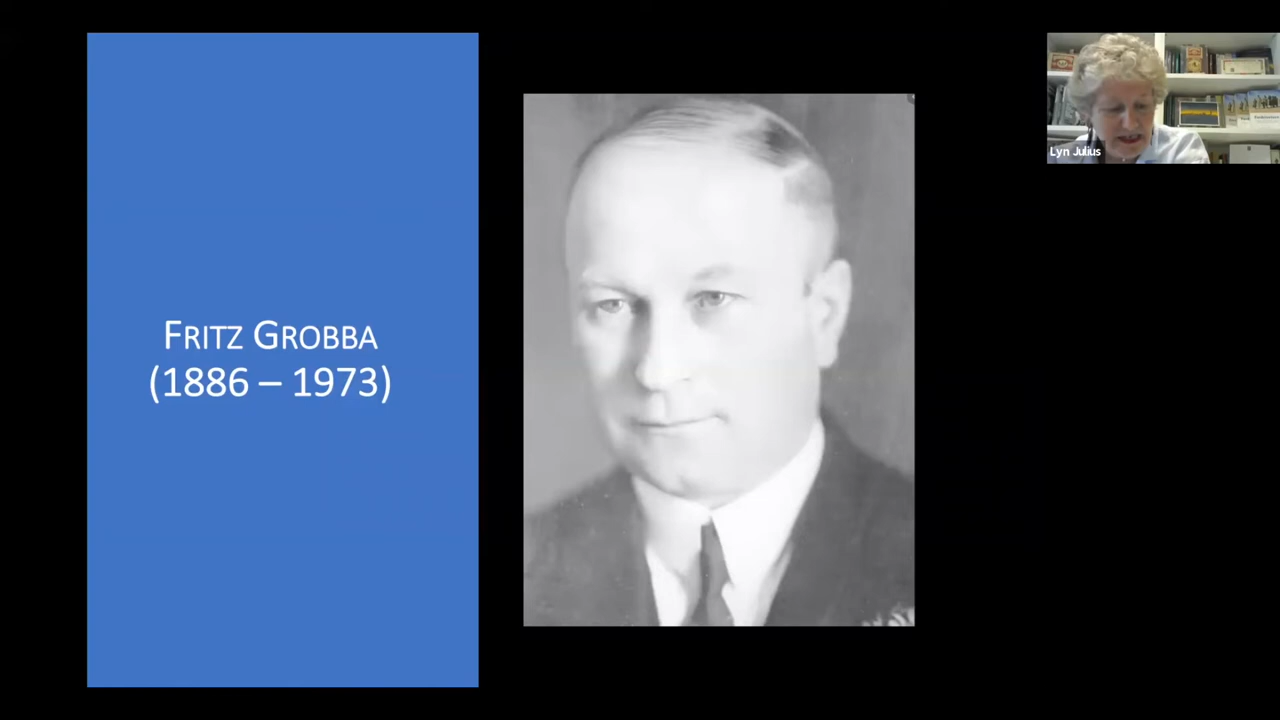 FRITZ GROBBA
(1886 – 1973)
Lyn Julius